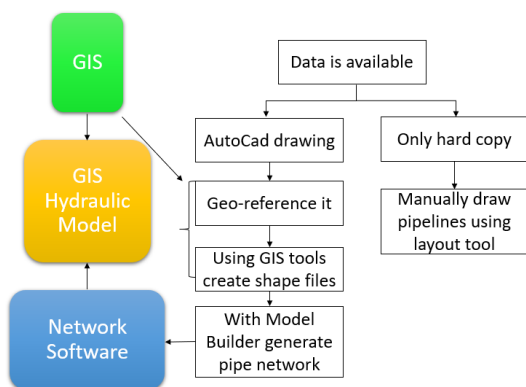 GIS
Data is available
AutoCad drawing
Only hard copy
GIS
Hydraulic
Model
Geo-reference it
Manually draw
pipelines using
layout tool
Using GIS tools
create shape files
Network
Software
With Model
Builder generate
pipe network